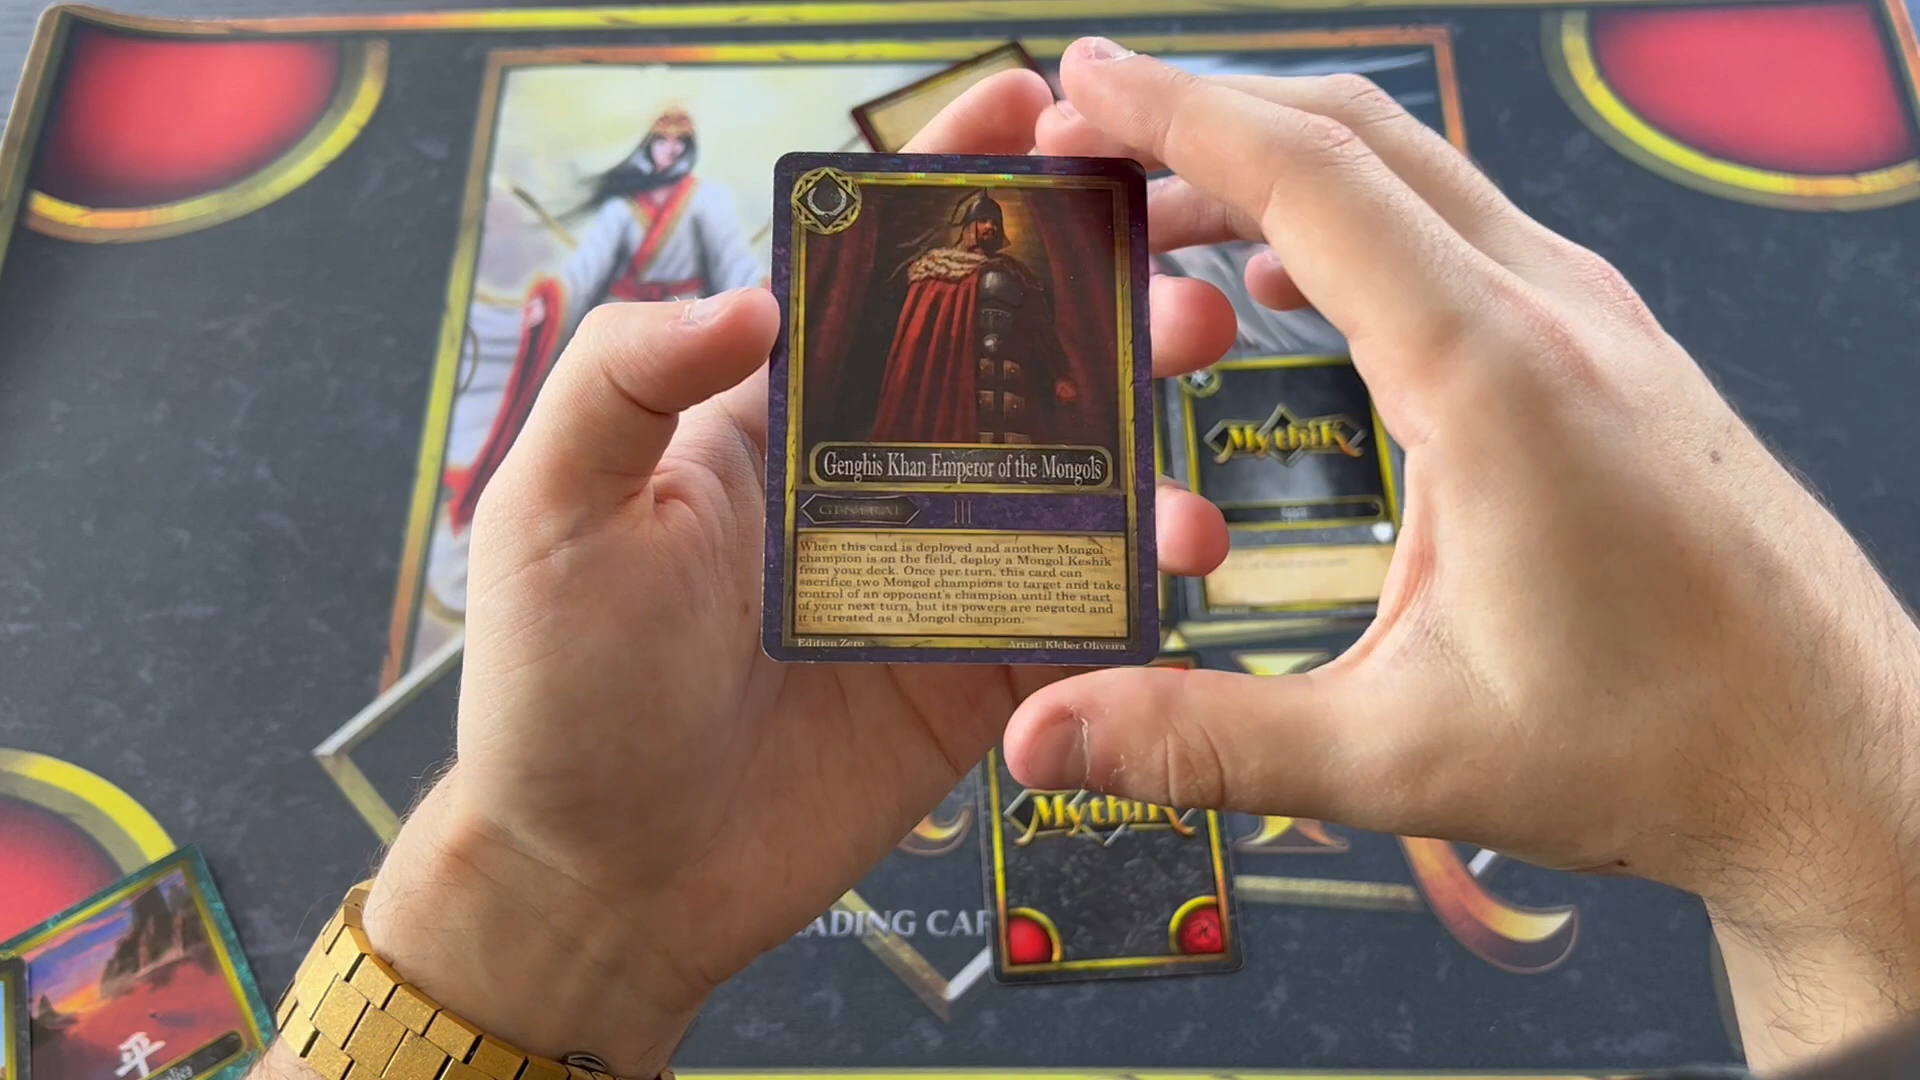 Genghis Khan Emperor of the Mongols
GENERAL
III
When this card is deployed and another Mongol
champion is on the field, deploy a Mongol Keshik
from your deck. Once per turn, this card can
sacrifice two Mongol champions to target and take
control of an opponent's champion until the start
of your next turn, but its powers are negated and
it is treated as a Mongol champion.
Edition Zero
Artist: Kleber Oliveira
MythiK
MythiK
ADING CAR
平